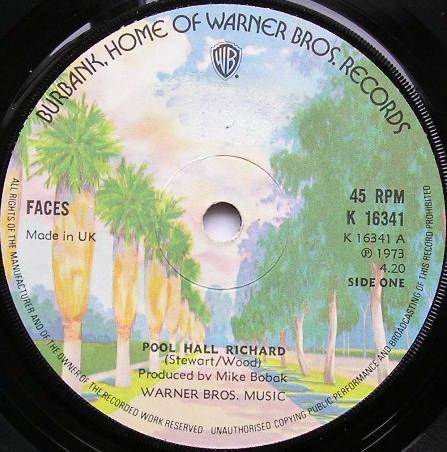 BURBANK, HOME OF WARNER BROS. RECORDS
WB
FACES
Made in UK
45 RPM
K 16341
K 16341 A
℗ 1973
4.20
SIDE ONE
POOL HALL RICHARD
(Stewart/Wood)
Produced by Mike Bobak
WARNER BROS. MUSIC
ALL RIGHTS OF THE MANUFACTURER AND OF THE OWNER OF THE RECORDED WORK RESERVED UNAUTHORISED COPYING PUBLIC PERFORMANCE AND BROADCASTING OF THIS RECORD PROHIBITED